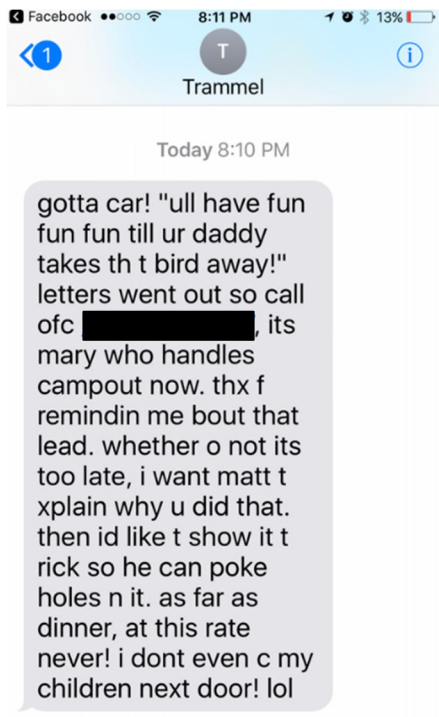 Facebook 8:11 PM 13%
1
T
Trammel
Today 8:10 PM
gotta car! "ull have fun
fun fun till ur daddy
takes th t bird away!"
letters went out so call
ofc , its
mary who handles
campout now. thx f
remindin me bout that
lead. whether o not its
too late, i want matt t
xplain why u did that.
then id like t show it t
rick so he can poke
holes n it. as far as
dinner, at this rate
never! i dont even c my
children next door! lol